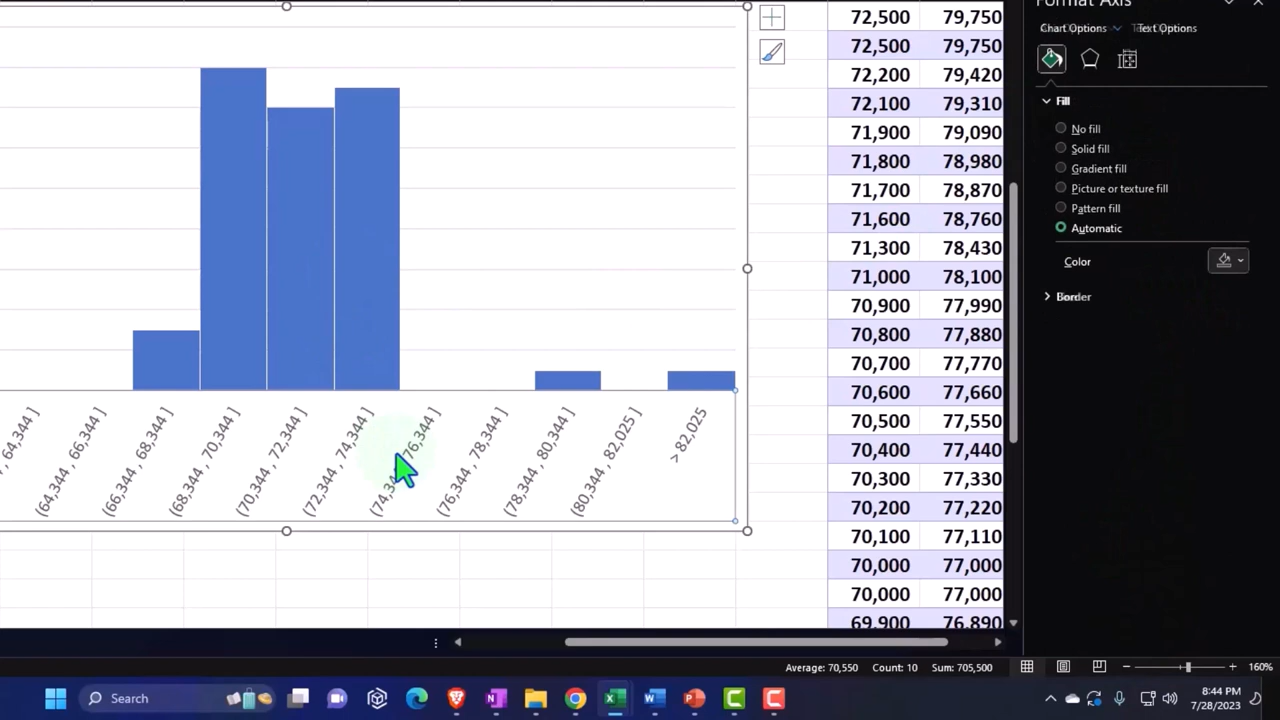 Format Axis
Chart Options
Text Options
Fill
No fill
Solid fill
Gradient fill
Picture or texture fill
Pattern fill
Automatic
Color
Border
72,500 79,750
72,500 79,750
72,200 79,420
72,100 79,310
71,900 79,090
71,800 78,980
71,700 78,870
71,600 78,760
71,300 78,430
71,000 78,100
70,900 77,990
70,800 77,880
70,700 77,770
70,600 77,660
70,500 77,550
70,400 77,440
70,300 77,330
70,200 77,220
70,100 77,110
70,000 77,000
70,000 77,000
69,900 76,890
, 64,344 ]
(64,344 , 66,344 ]
(66,344 , 68,344 ]
(68,344 , 70,344 ]
(70,344 , 72,344 ]
(72,344 , 74,344 ]
76,344 ]
(76,344 , 78,344 ]
(78,344 , 80,344 ]
(80,344 , 82,025 ]
> 82,025
Average: 70,550 Count: 10 Sum: 705,500
160%
Search
8:44 PM
7/28/2023